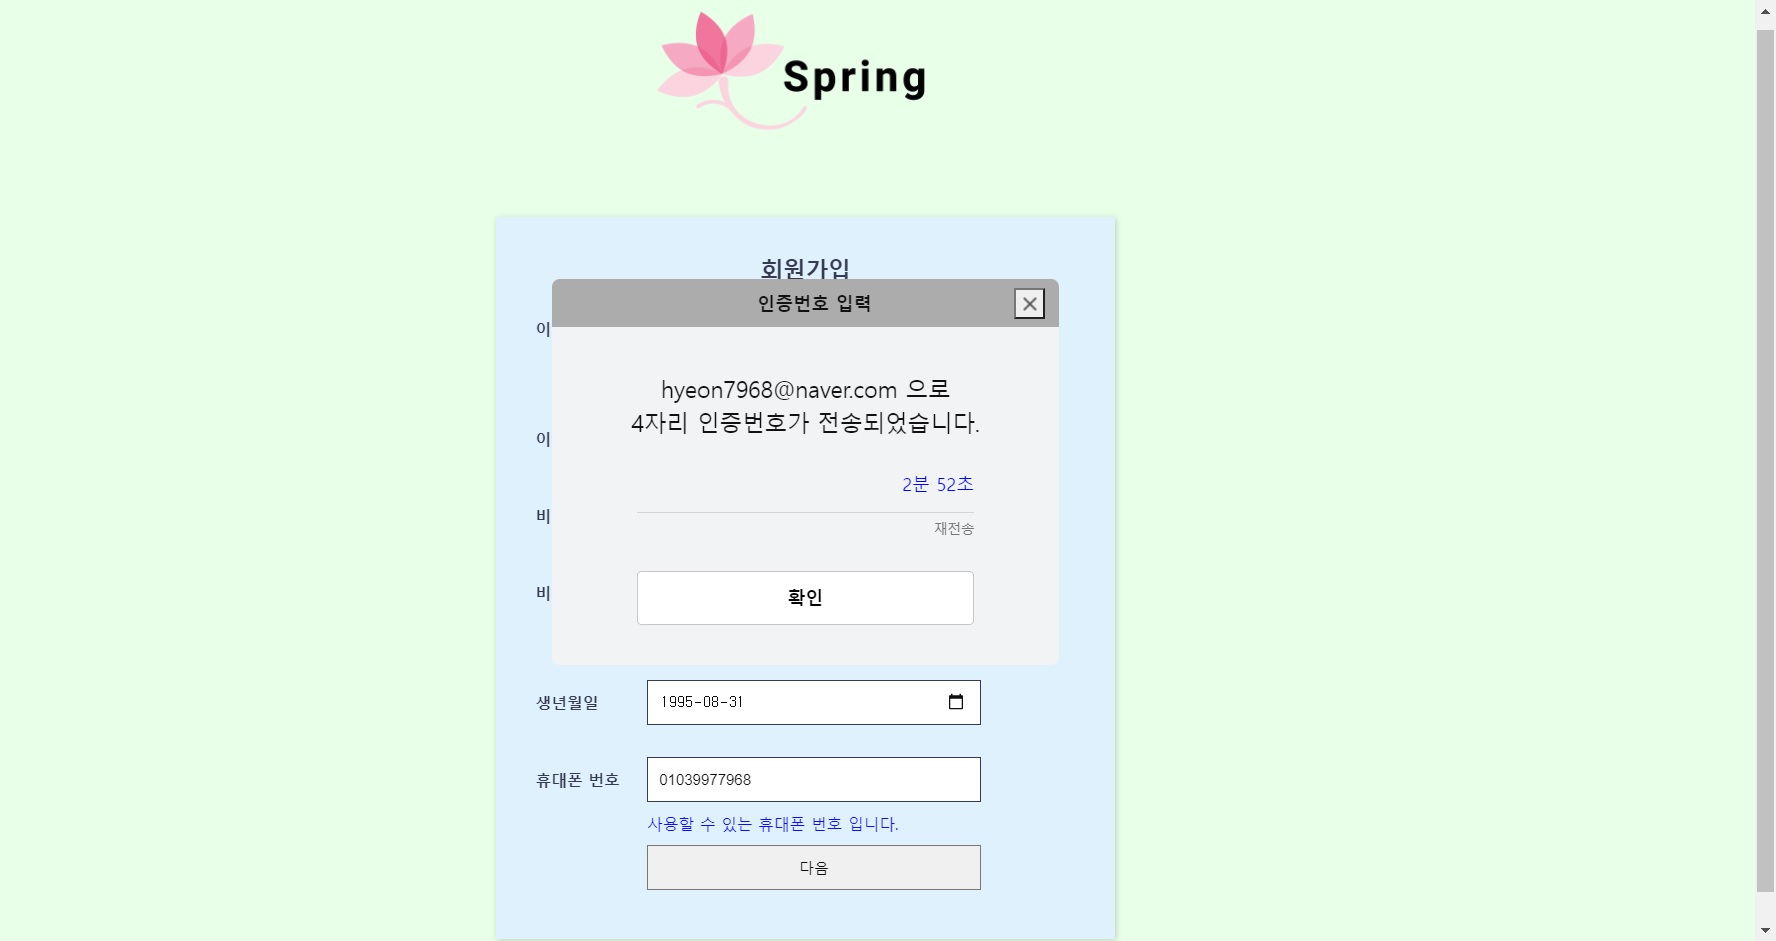 Spring
회원가입
인증번호 입력
이
hyeon7968@naver.com 으로
4자리 인증번호가 전송되었습니다.
이
2분 52초
비
재전송
비
확인
생년월일 1995-08-31
휴대폰 번호 01039977968
사용할 수 있는 휴대폰 번호 입니다.
다음